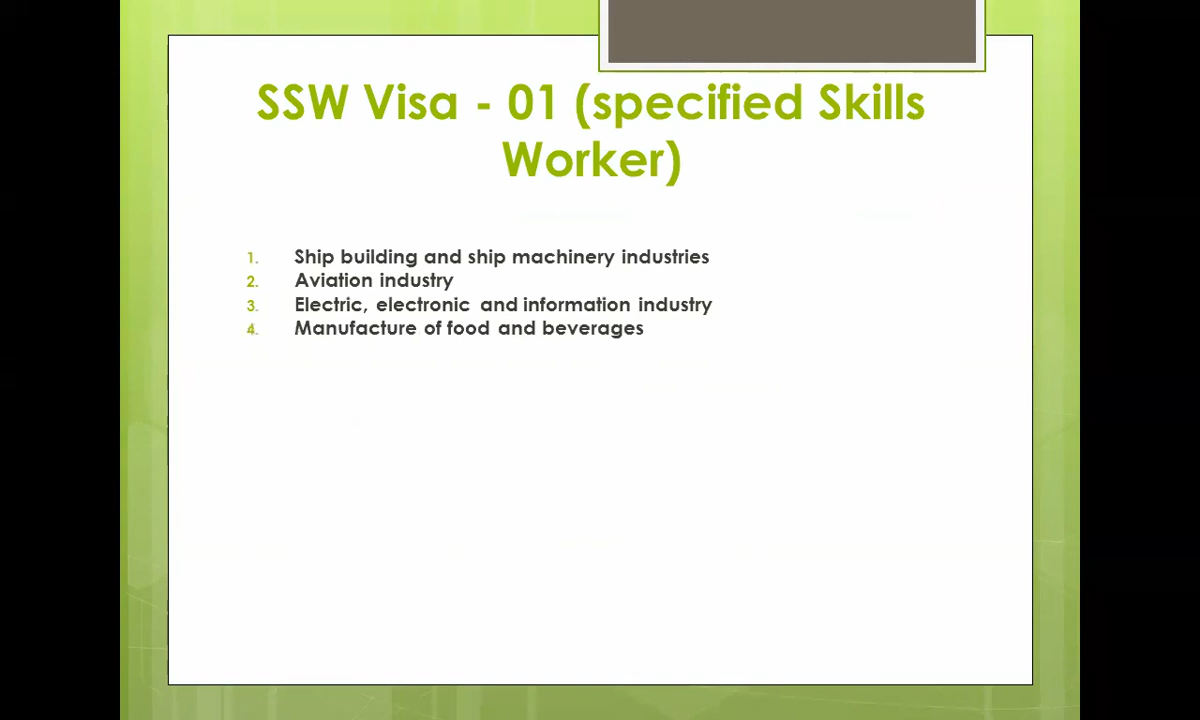 SSW Visa - 01 (specified Skills
Worker)
1. Ship building and ship machinery industries
2. Aviation industry
3. Electric, electronic and information industry
4. Manufacture of food and beverages